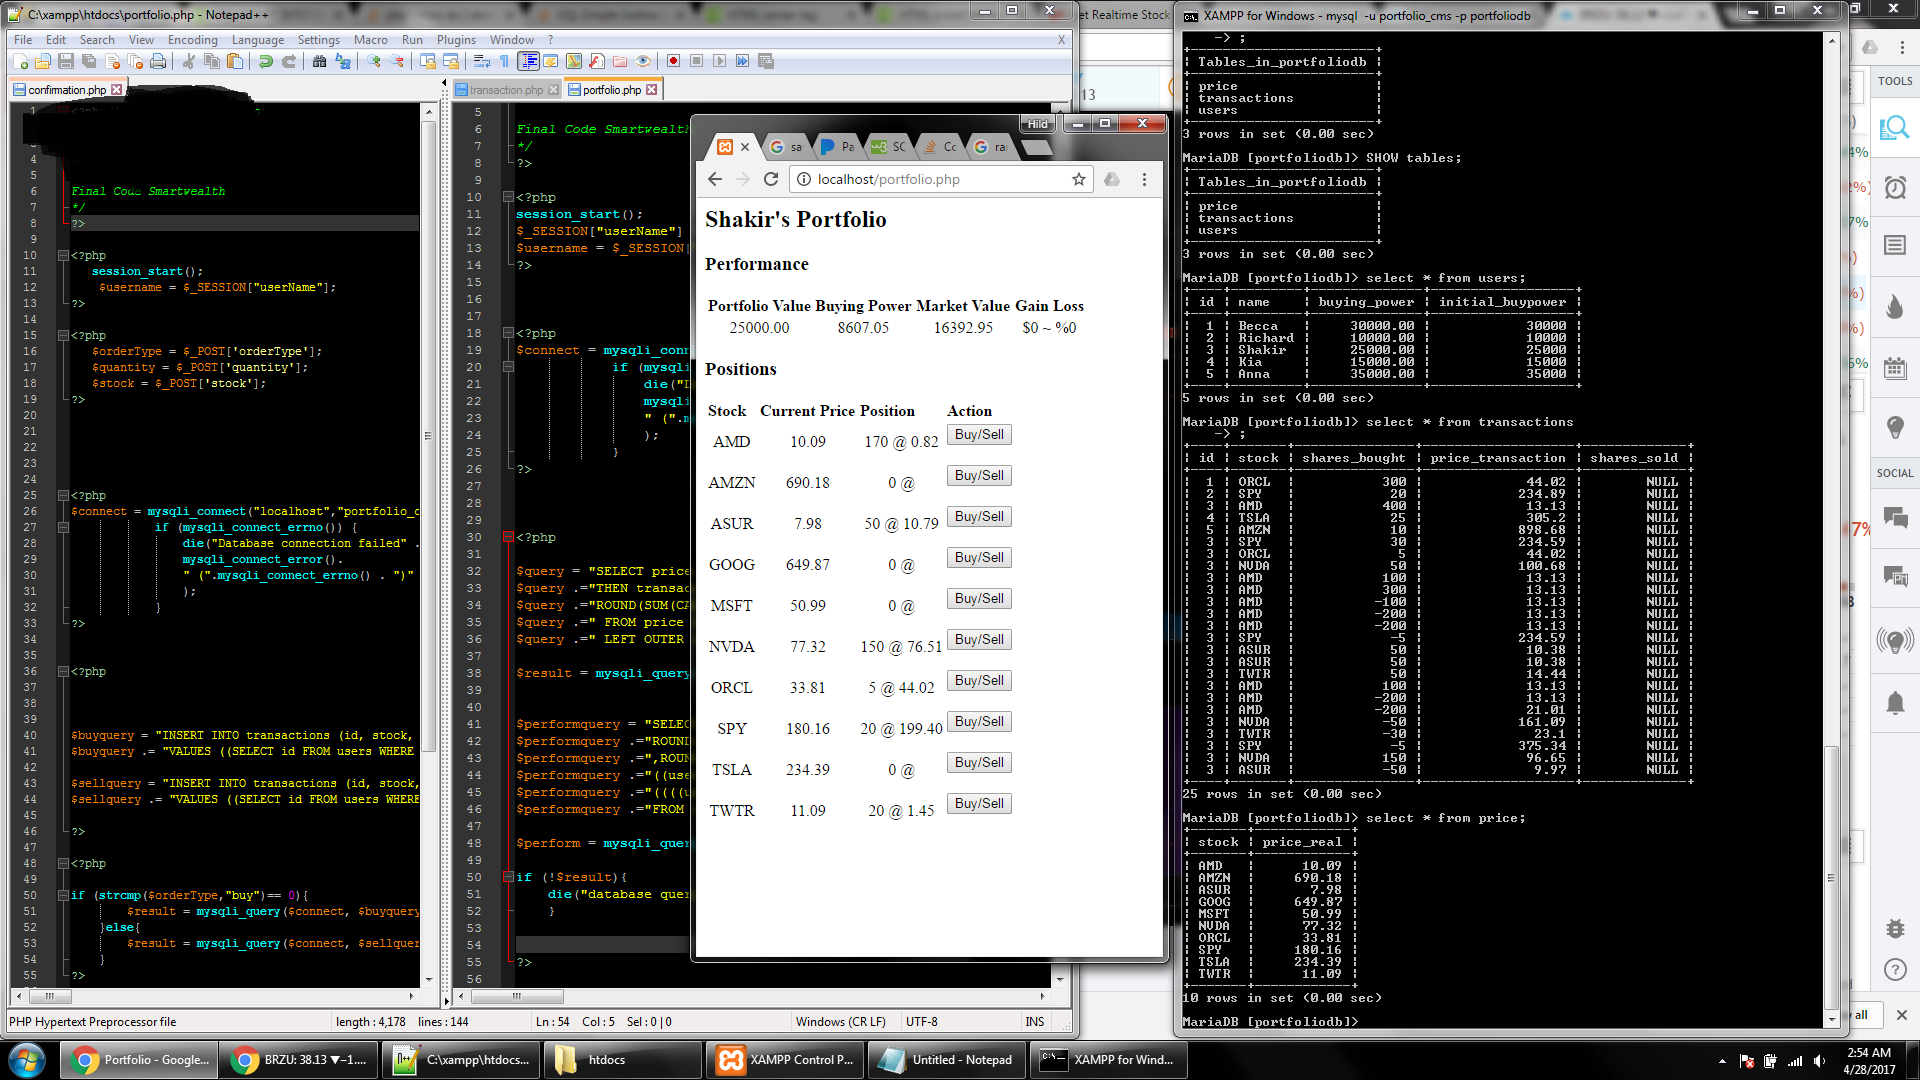 C:\xampp\htdocs\portfolio.php - Notepad++
File Edit Search View Encoding Language Settings Macro Run Plugins Window ? X
confirmation.php
1 <?php
4
5
6 Final Code Smartwealth
7 */
8 ?>
9
10 <?php
11 session_start();
12 $username = $_SESSION["userName"];
13 ?>
14
15 <?php
16 $orderType = $_POST['orderType'];
17 $quantity = $_POST['quantity'];
18 $stock = $_POST['stock'];
19 ?>
20
21
22
23
24
25 <?php
26 $connect = mysqli_connect("localhost","portfolio_c
27 if (mysqli_connect_errno()) {
28 die("Database connection failed" .
29 mysqli_connect_error().
30 " (".mysqli_connect_errno() . ")"
31 );
32 }
33 ?>
34
35
36 <?php
37
38
39
40 $buyquery = "INSERT INTO transactions (id, stock,
41 $buyquery .= "VALUES ((SELECT id FROM users WHERE
42
43 $sellquery = "INSERT INTO transactions (id, stock,
44 $sellquery .= "VALUES ((SELECT id FROM users WHERE
45
46 ?>
47
48 <?php
49
50 if (strcmp($orderType,"buy")== 0){
51 $result = mysqli_query($connect, $buyquery
52 }else{
53 $result = mysqli_query($connect, $sellquer
54 }
55 ?>
transaction.php portfolio.php
5
6 Final Code Smartwealth
7 */
8 ?>
9
10 <?php
11 session_start();
12 $_SESSION["userName"]
13 $username = $_SESSION[
14 ?>
15
16
17
18 <?php
19 $connect = mysqli_conn
20 if (mysqli
21 die("D
22 mysqli
23 " (".m
24 );
25 }
26 ?>
27
28
29
30 <?php
31
32 $query = "SELECT price
33 $query .="THEN transac
34 $query .="ROUND(SUM(CA
35 $query .=" FROM price
36 $query .=" LEFT OUTER
37
38 $result = mysqli_query
39
40
41 $performquery = "SELEC
42 $performquery .="ROUND
43 $performquery .=",ROUN
44 $performquery .="((use
45 $performquery .="((((u
46 $performquery .="FROM
47
48 $perform = mysqli_quer
49
50 if (!$result){
51 die("database quer
52 }
53
54
55 ?>
56
PHP Hypertext Preprocessor file length : 4,178 lines : 144 Ln : 54 Col : 5 Sel : 0 | 0 Windows (CR LF) UTF-8 INS
et Realtime Stock
13
Hild
sa Pa SC Cc ra
localhost/portfolio.php
Shakir's Portfolio
Performance
Portfolio Value Buying Power Market Value Gain Loss
25000.00 8607.05 16392.95 $0 ~ %0
Positions
Stock Current Price Position Action
AMD 10.09 170 @ 0.82 Buy/Sell
AMZN 690.18 0 @ Buy/Sell
ASUR 7.98 50 @ 10.79 Buy/Sell
GOOG 649.87 0 @ Buy/Sell
MSFT 50.99 0 @ Buy/Sell
NVDA 77.32 150 @ 76.51 Buy/Sell
ORCL 33.81 5 @ 44.02 Buy/Sell
SPY 180.16 20 @ 199.40 Buy/Sell
TSLA 234.39 0 @ Buy/Sell
TWTR 11.09 20 @ 1.45 Buy/Sell
XAMPP for Windows - mysql -u portfolio_cms -p portfoliodb
-> ;
Tables_in_portfoliodb
price
transactions
users
3 rows in set (0.00 sec)
MariaDB [portfoliodb]> SHOW tables;
Tables_in_portfoliodb
price
transactions
users
3 rows in set (0.00 sec)
MariaDB [portfoliodb]> select * from users;
id name buying_power initial_buypower
1 Becca 30000.00 30000
2 Richard 10000.00 10000
3 Shakir 25000.00 25000
4 Kia 15000.00 15000
5 Anna 35000.00 35000
5 rows in set (0.00 sec)
MariaDB [portfoliodb]> select * from transactions
-> ;
id stock shares_bought price_transaction shares_sold
1 ORCL 300 44.02 NULL
2 SPY 20 234.89 NULL
3 AMD 400 13.13 NULL
4 TSLA 25 305.2 NULL
5 AMZN 10 898.68 NULL
3 SPY 30 234.59 NULL
3 ORCL 5 44.02 NULL
3 NVDA 50 100.68 NULL
3 AMD 100 13.13 NULL
3 AMD 300 13.13 NULL
3 AMD -100 13.13 NULL
3 AMD -200 13.13 NULL
3 AMD -200 13.13 NULL
3 SPY -5 234.59 NULL
3 ASUR 50 10.38 NULL
3 ASUR 50 10.38 NULL
3 TWTR 50 14.44 NULL
3 AMD 100 13.13 NULL
3 AMD -200 13.13 NULL
3 AMD -200 21.01 NULL
3 NVDA -50 161.09 NULL
3 TWTR -30 23.1 NULL
3 SPY -5 375.34 NULL
3 NVDA 150 96.65 NULL
3 ASUR -50 9.97 NULL
25 rows in set (0.00 sec)
MariaDB [portfoliodb]> select * from price;
stock price_real
AMD 10.09
AMZN 690.18
ASUR 7.98
GOOG 649.87
MSFT 50.99
NVDA 77.32
ORCL 33.81
SPY 180.16
TSLA 234.39
TWTR 11.09
10 rows in set (0.00 sec)
MariaDB [portfoliodb]>
TOOLS
SOCIAL
y all
Portfolio - Google... BRZU: 38.13 ▼−1.... C:\xampp\htdocs... htdocs XAMPP Control P... Untitled - Notepad XAMPP for Wind...
2:54 AM
4/28/2017